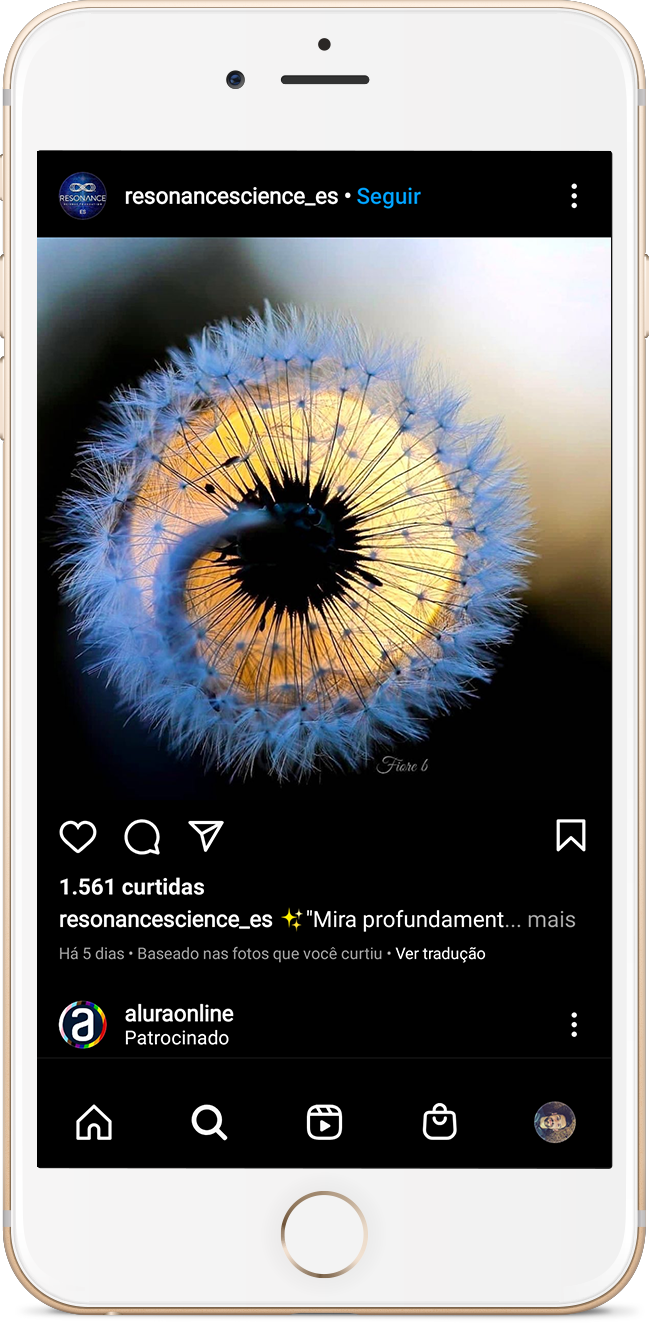 RESONANCE
ES
resonancescience_es • Seguir
Fiore b
1.561 curtidas
resonancescience_es ✨"Mira profundament... mais
Há 5 dias • Baseado nas fotos que você curtiu • Ver tradução
a
aluraonline
Patrocinado